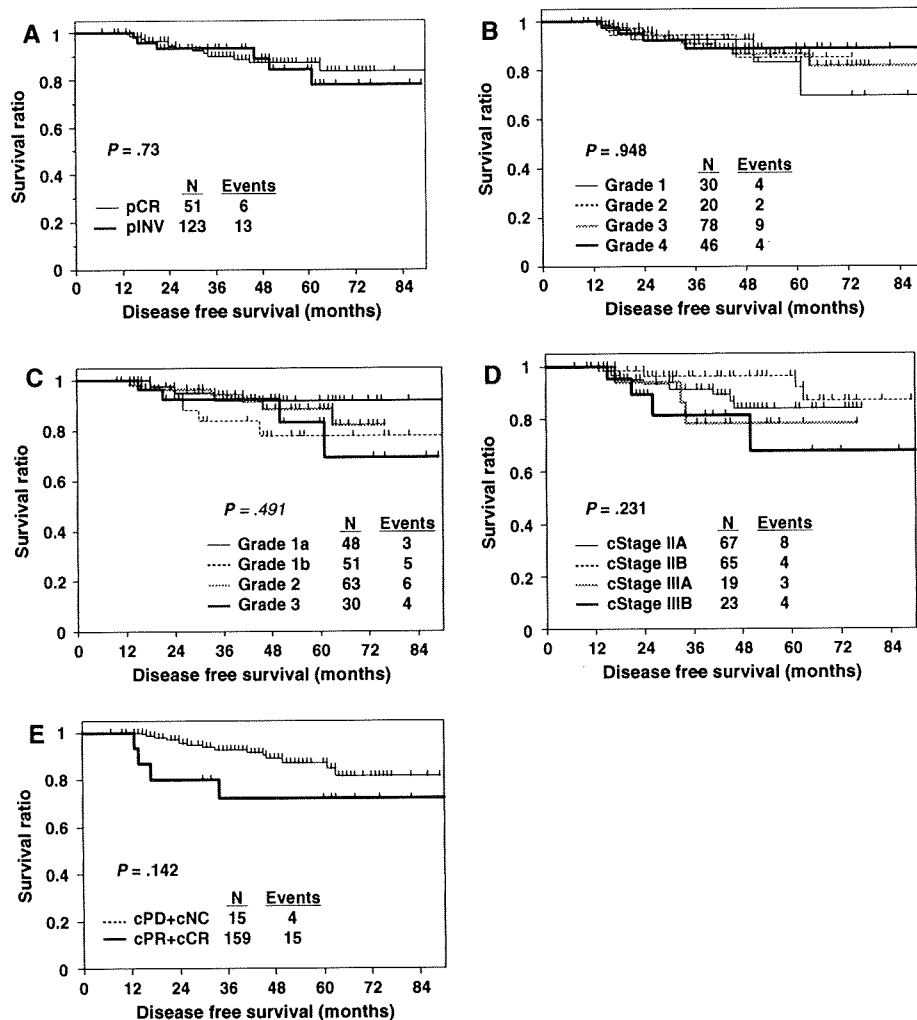 A
1
0.8
0.6
0.4
0.2
0
Survival ratio
P = .73
N Events
pCR 51 6
pINV 123 13
0 12 24 36 48 60 72 84
Disease free survival (months)
B
1
0.8
0.6
0.4
0.2
0
Survival ratio
P = .948
N Events
Grade 1 30 4
Grade 2 20 2
Grade 3 78 9
Grade 4 46 4
0 12 24 36 48 60 72 84
Disease free survival (months)
C
1
0.8
0.6
0.4
0.2
0
Survival ratio
P = .491
N Events
Grade 1a 48 3
Grade 1b 51 5
Grade 2 63 6
Grade 3 30 4
0 12 24 36 48 60 72 84
Disease free survival (months)
D
1
0.8
0.6
0.4
0.2
0
Survival ratio
P = .231
N Events
cStage IIA 67 8
cStage IIB 65 4
cStage IIIA 19 3
cStage IIIB 23 4
0 12 24 36 48 60 72 84
Disease free survival (months)
E
1
0.8
0.6
0.4
0.2
0
Survival ratio
P = .142
N Events
cPD+cNC 15 4
cPR+cCR 159 15
0 12 24 36 48 60 72 84
Disease free survival (months)